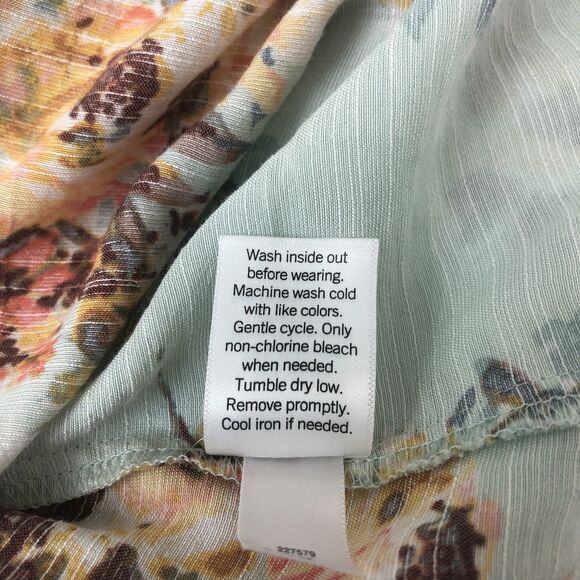 Wash inside out
before wearing.
Machine wash cold
with like colors.
Gentle cycle. Only
non-chlorine bleach
when needed.
Tumble dry low.
Remove promptly.
Cool iron if needed.
227579